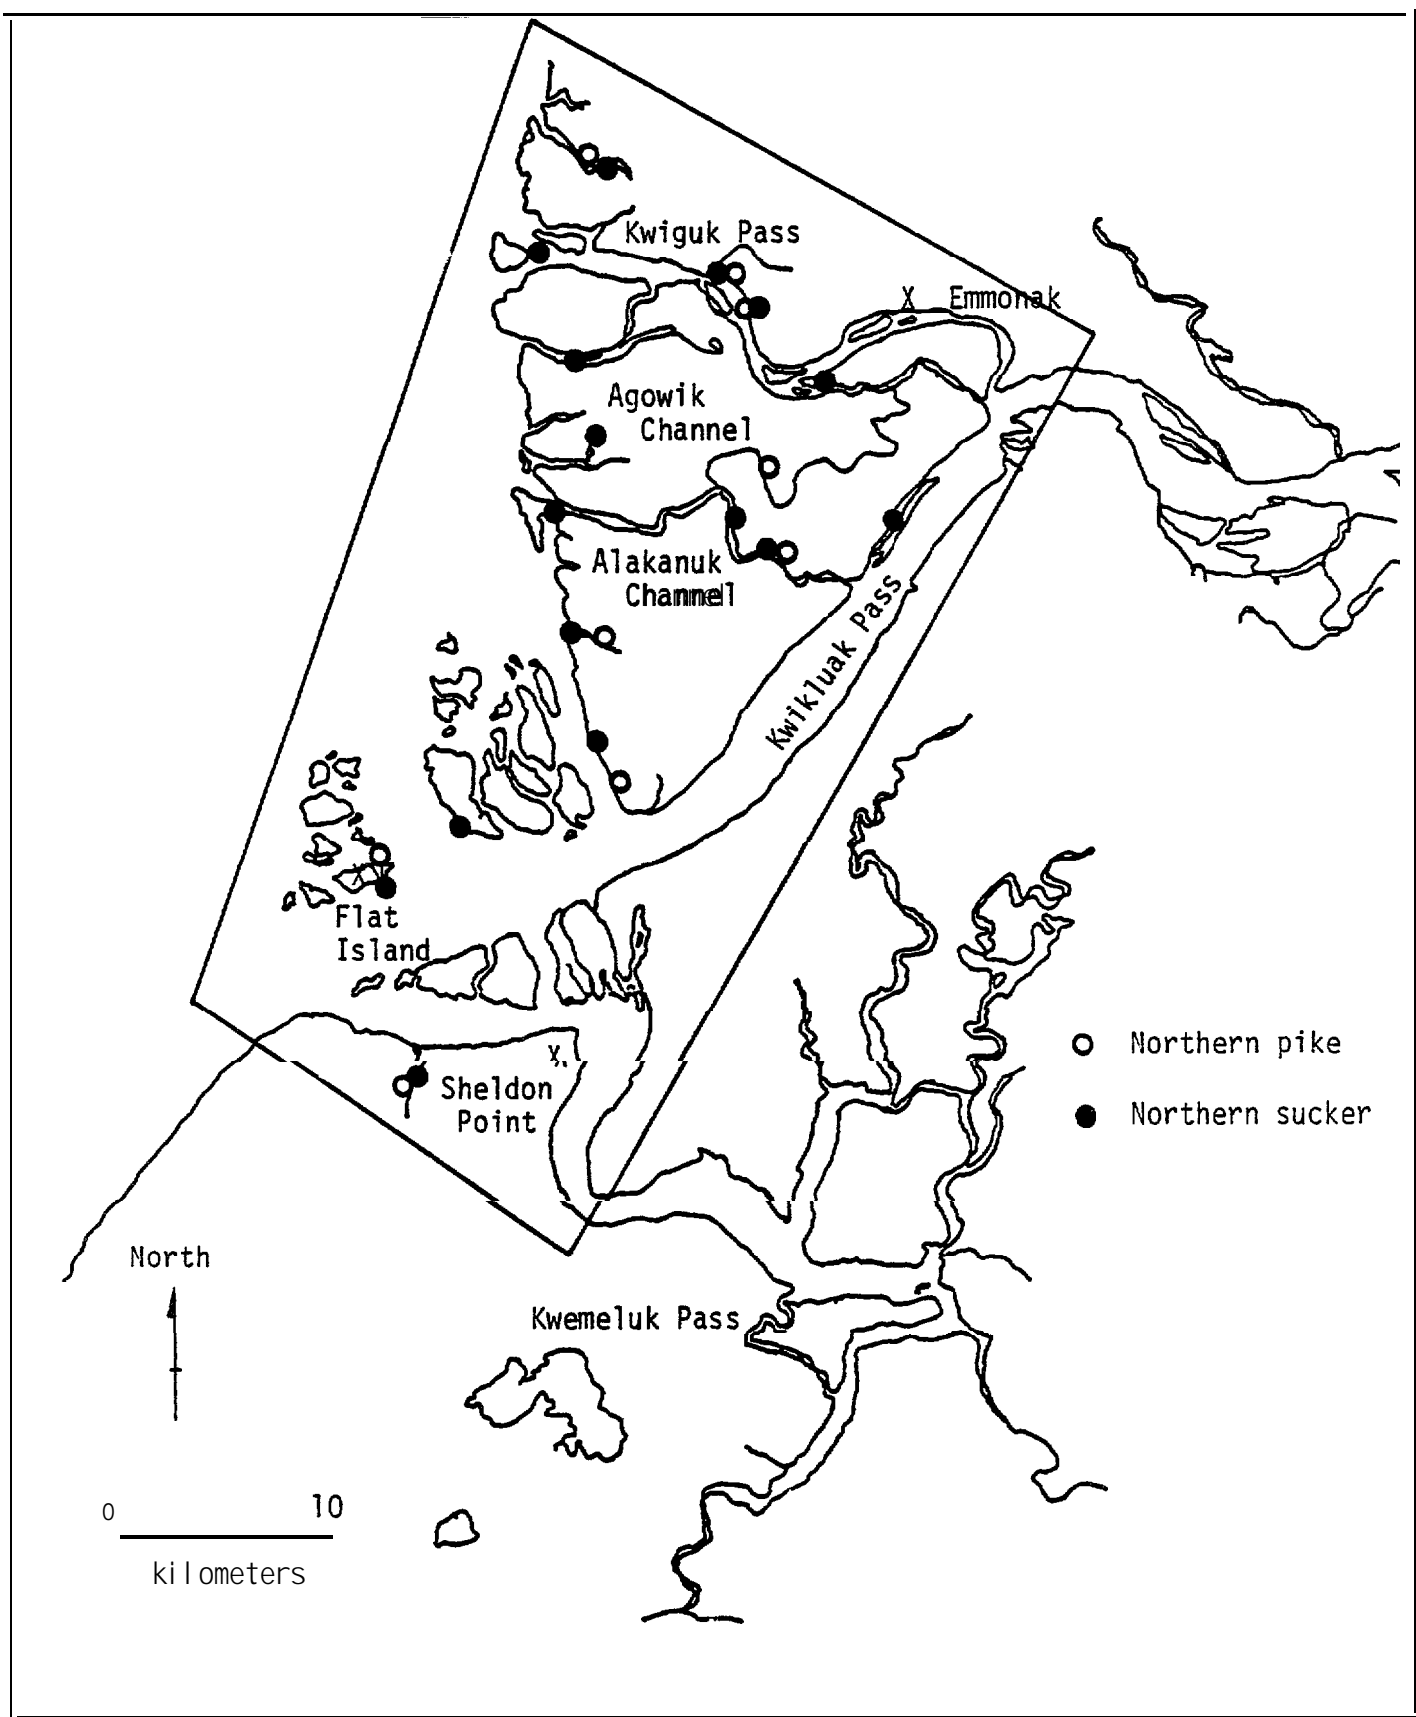 Kwiguk Pass
X Emmonak
Agowik
Channel
Alakanuk
Channel
Kwikluak Pass
Flat
Island
X
Sheldon
Point
Northern pike
Northern sucker
North
Kwemeluk Pass
0 10
kilometers